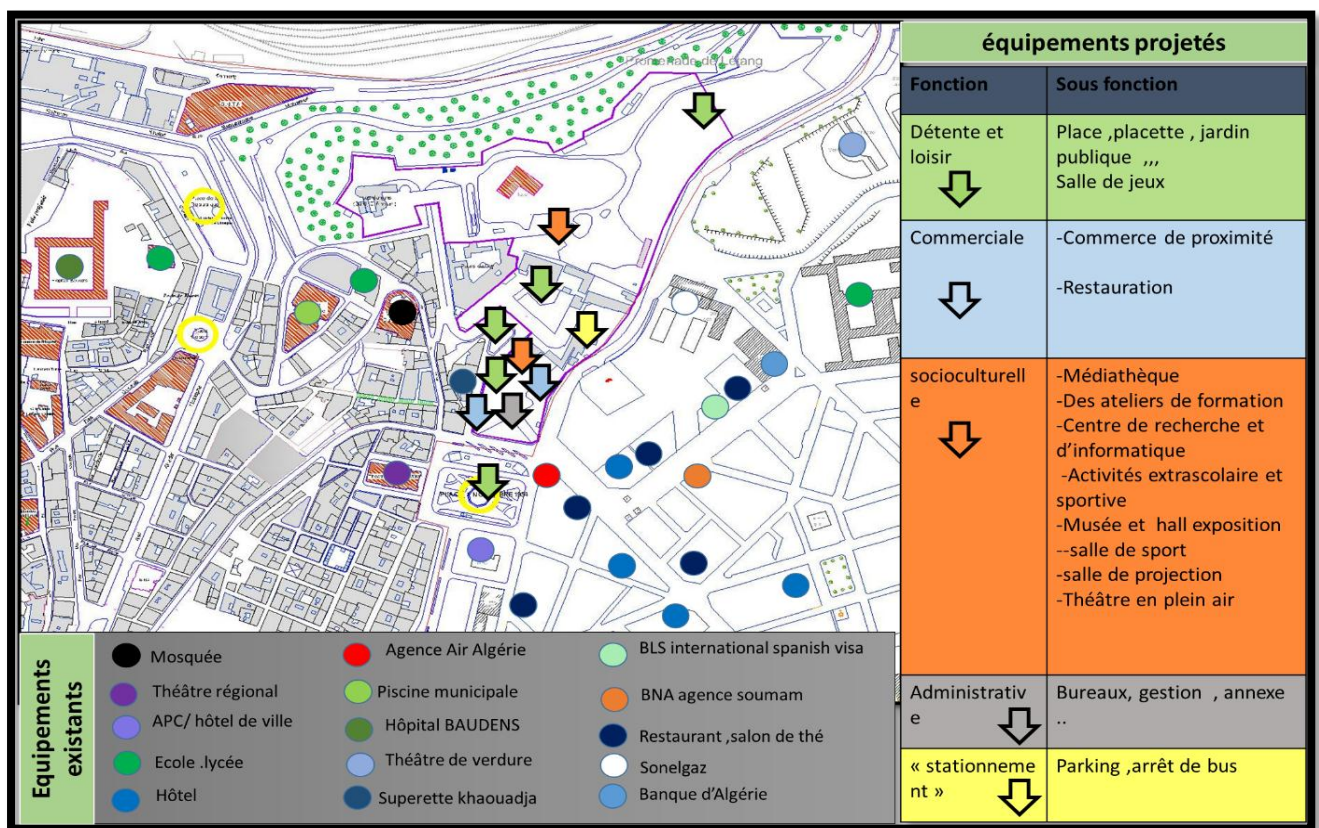 équipements projetés
Fonction
Sous fonction
Détente et
loisir
Place ,placette , jardin
publique ,,,
Salle de jeux
Commerciale
-Commerce de proximité
-Restauration
socioculturell
e
-Médiathèque
-Des ateliers de formation
-Centre de recherche et
d’informatique
-Activités extrascolaire et
sportive
-Musée et hall exposition
--salle de sport
-salle de projection
-Théâtre en plein air
Administrativ
e
Bureaux, gestion , annexe
..
« stationneme
nt »
Parking ,arrêt de bus
Promenade de Létang
Equipements
existants
Mosquée
Théâtre régional
APC/ hôtel de ville
Ecole .lycée
Hôtel
Agence Air Algérie
Piscine municipale
Hôpital BAUDENS
Théâtre de verdure
Superette khaouadja
BLS international spanish visa
BNA agence soumam
Restaurant ,salon de thé
Sonelgaz
Banque d’Algérie